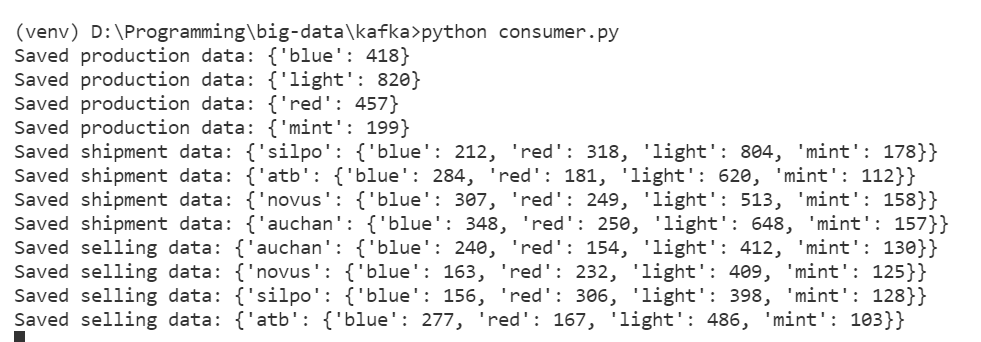 (venv) D:\Programming\big-data\kafka>python consumer.py
Saved production data: {'blue': 418}
Saved production data: {'light': 820}
Saved production data: {'red': 457}
Saved production data: {'mint': 199}
Saved shipment data: {'silpo': {'blue': 212, 'red': 318, 'light': 804, 'mint': 178}}
Saved shipment data: {'atb': {'blue': 284, 'red': 181, 'light': 620, 'mint': 112}}
Saved shipment data: {'novus': {'blue': 307, 'red': 249, 'light': 513, 'mint': 158}}
Saved shipment data: {'auchan': {'blue': 348, 'red': 250, 'light': 648, 'mint': 157}}
Saved selling data: {'auchan': {'blue': 240, 'red': 154, 'light': 412, 'mint': 130}}
Saved selling data: {'novus': {'blue': 163, 'red': 232, 'light': 409, 'mint': 125}}
Saved selling data: {'silpo': {'blue': 156, 'red': 306, 'light': 398, 'mint': 128}}
Saved selling data: {'atb': {'blue': 277, 'red': 167, 'light': 486, 'mint': 103}}